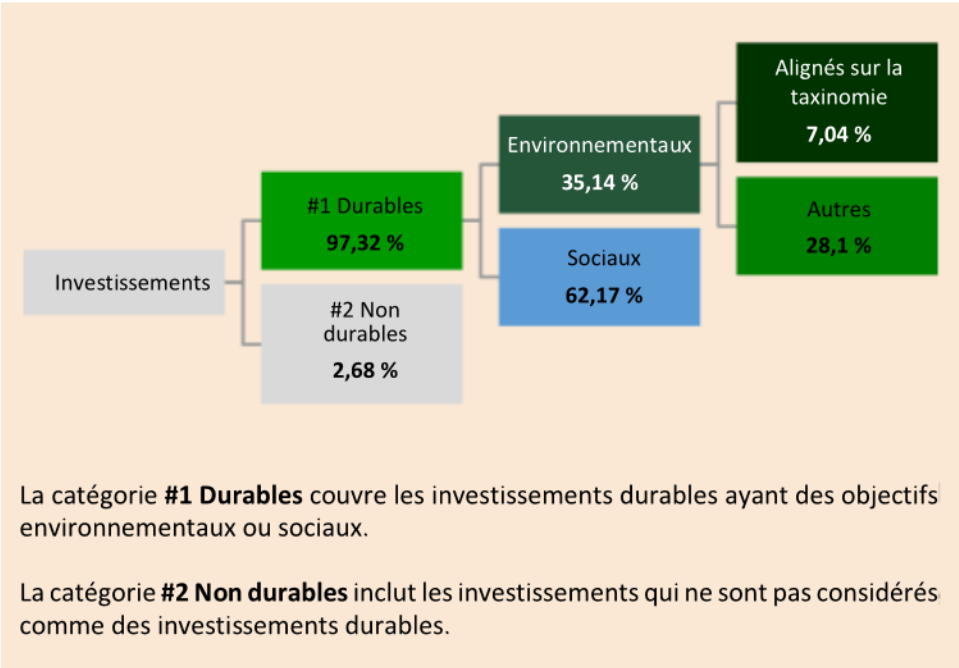 Alignés sur la
taxinomie
7,04 %
Environnementaux
35,14 %
#1 Durables
97,32 %
Autres
28,1 %
Sociaux
62,17 %
Investissements
#2 Non
durables
2,68 %
La catégorie #1 Durables couvre les investissements durables ayant des objectifs
environnementaux ou sociaux.
La catégorie #2 Non durables inclut les investissements qui ne sont pas considérés
comme des investissements durables.